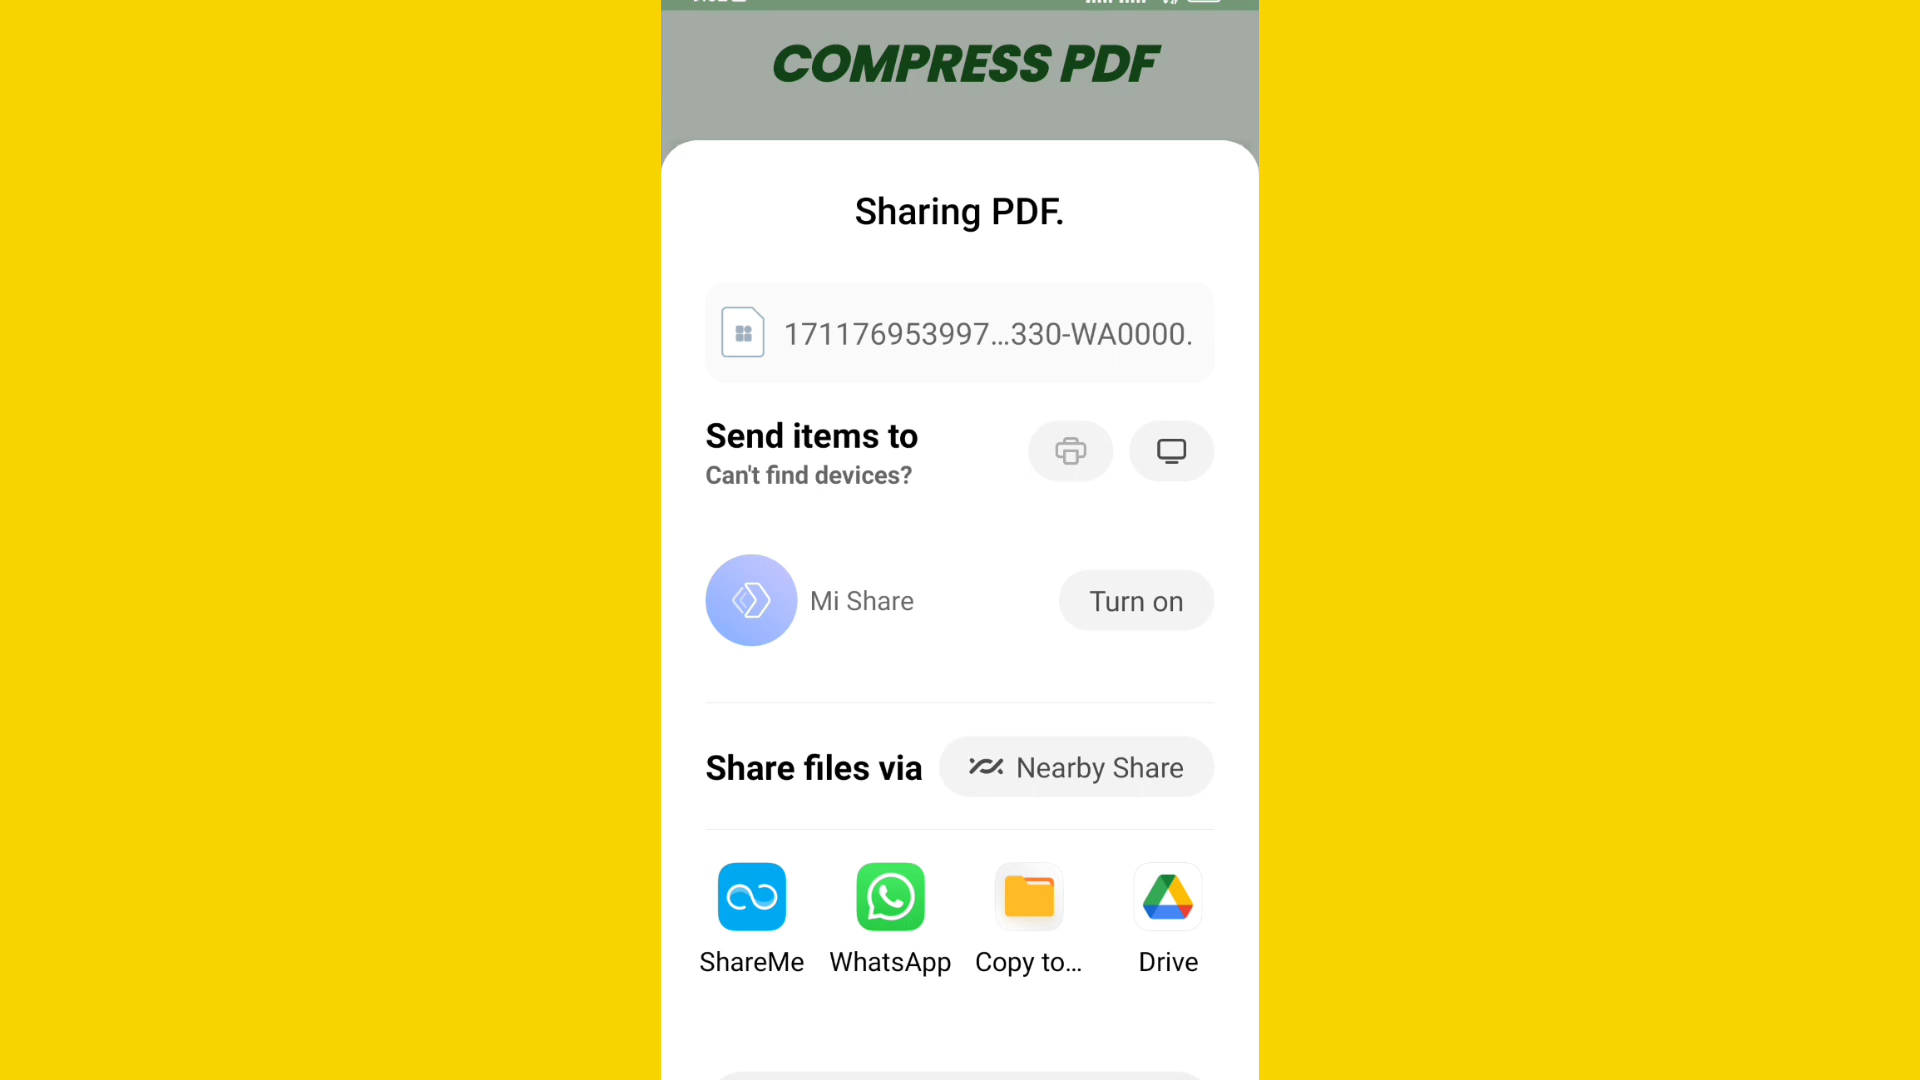 COMPRESS PDF
Sharing PDF.
171176953997...330-WA0000.
Send items to
Can't find devices?
Mi Share
Turn on
Share files via
Nearby Share
ShareMe
WhatsApp
Copy to...
Drive